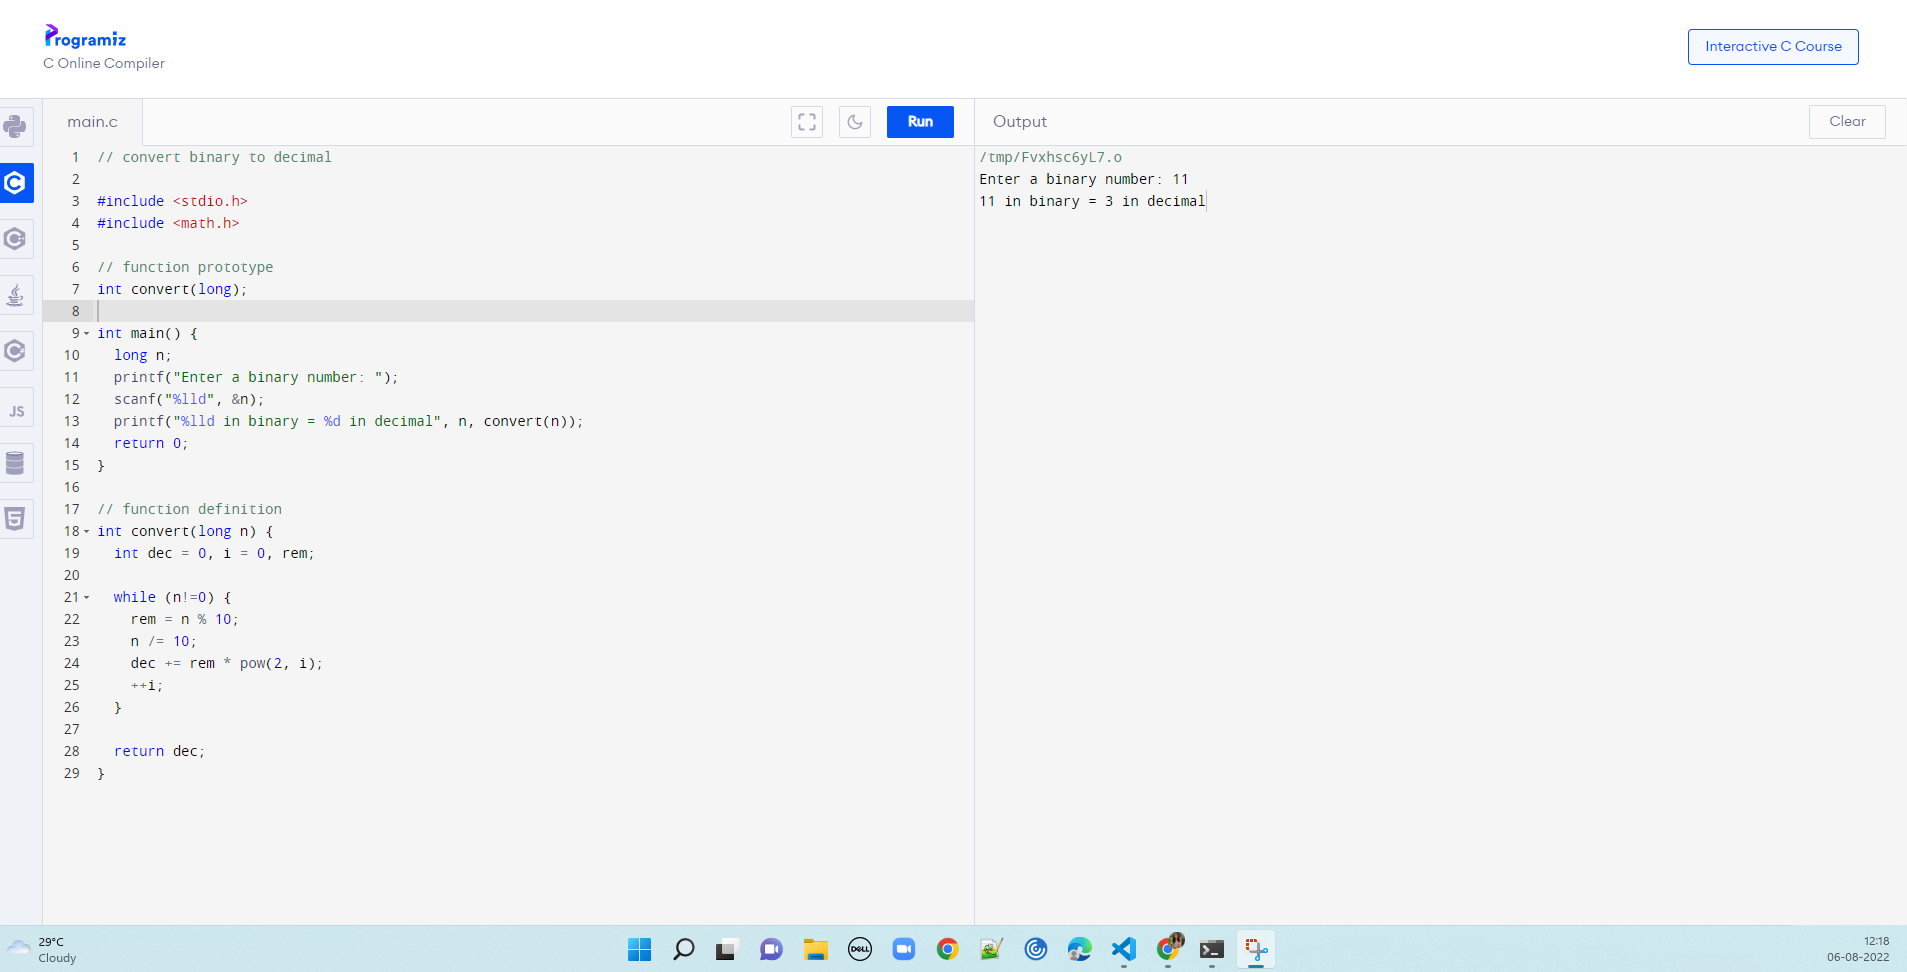 Programiz
C Online Compiler
Interactive C Course
main.c
Run
Output
Clear
1 // convert binary to decimal
2
3 #include <stdio.h>
4 #include <math.h>
5
6 // function prototype
7 int convert(long);
8
9 int main() {
10 long n;
11 printf("Enter a binary number: ");
12 scanf("%lld", &n);
13 printf("%lld in binary = %d in decimal", n, convert(n));
14 return 0;
15 }
16
17 // function definition
18 int convert(long n) {
19 int dec = 0, i = 0, rem;
20
21 while (n!=0) {
22 rem = n % 10;
23 n /= 10;
24 dec += rem * pow(2, i);
25 ++i;
26 }
27
28 return dec;
29 }
/tmp/Fvxhsc6yL7.o
Enter a binary number: 11
11 in binary = 3 in decimal
JS
29°C
Cloudy
DELL
12:18
06-08-2022